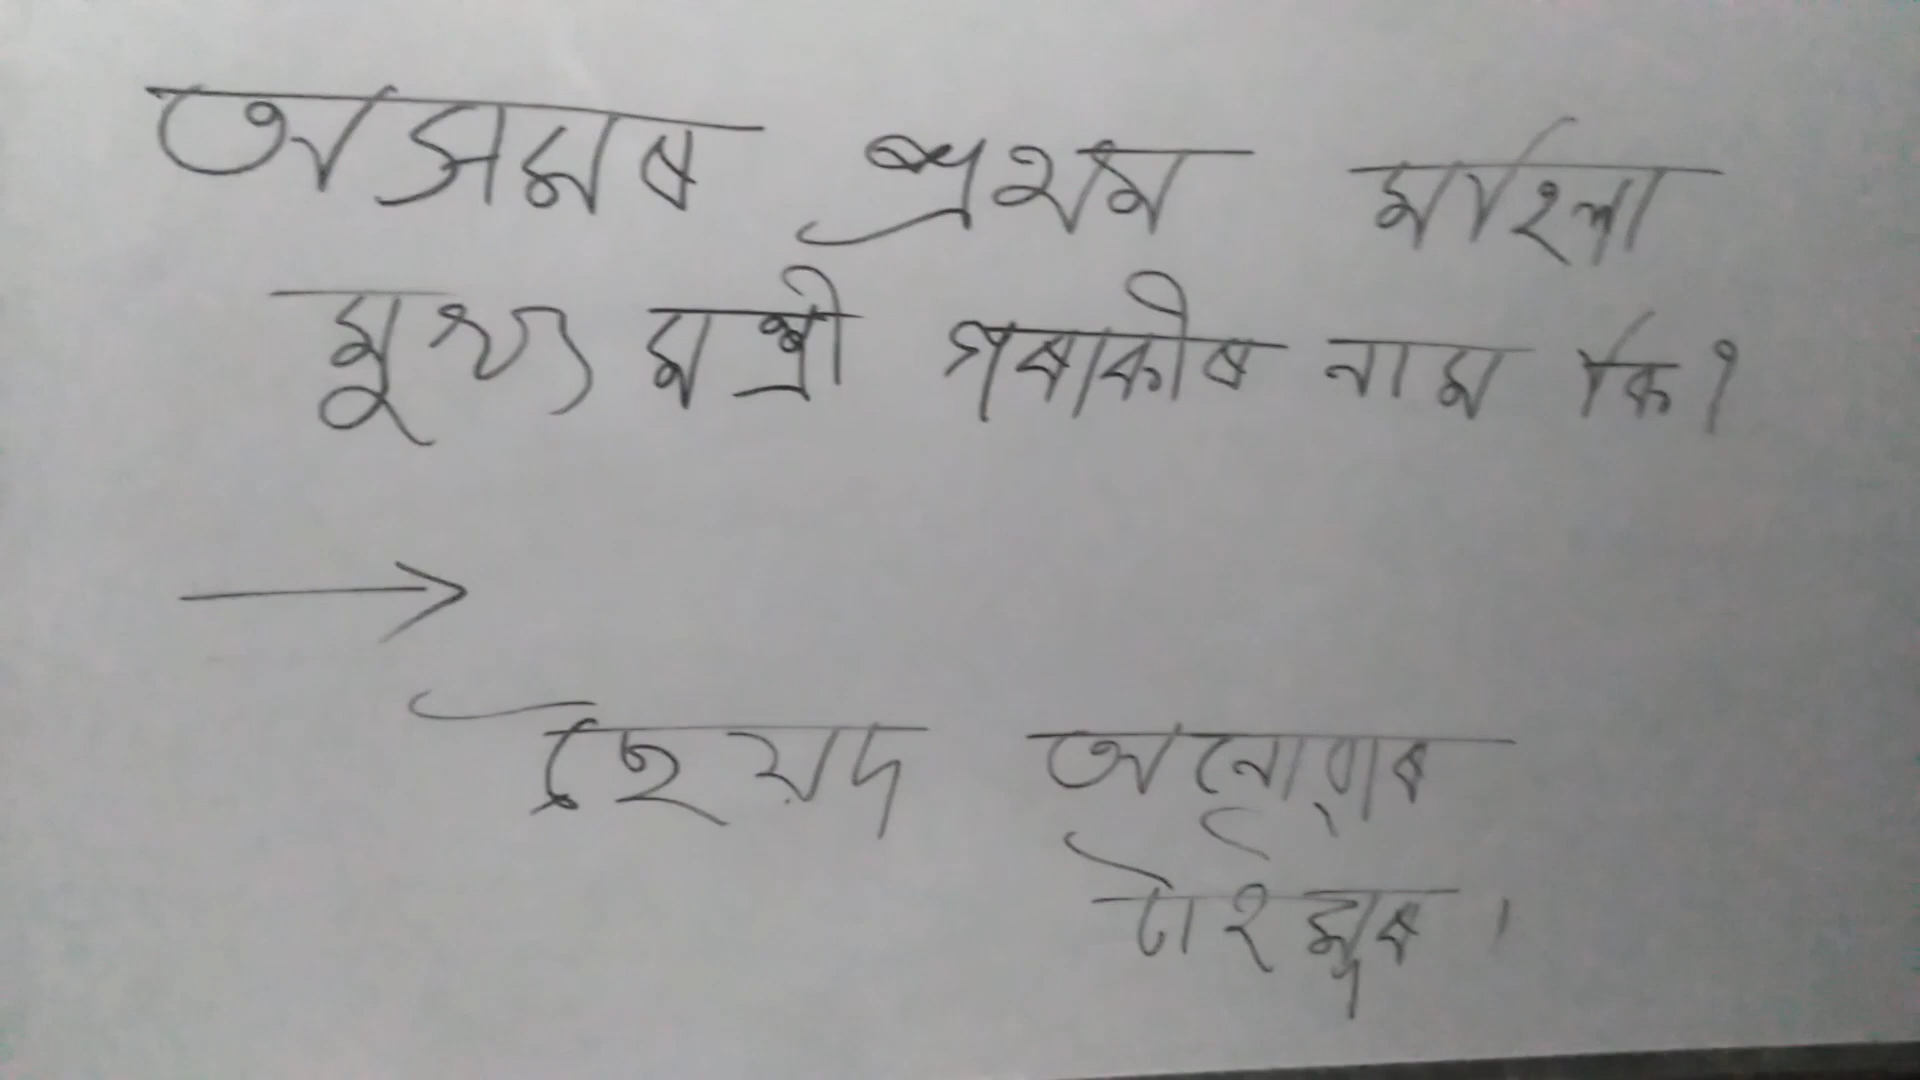 অসমৰ প্ৰথম মহিলা
মুখ্য মন্ত্ৰী গৰাকীৰ নাম কি?
→
ছৈয়দ আনোৱাৰা
টাইমুৰ।